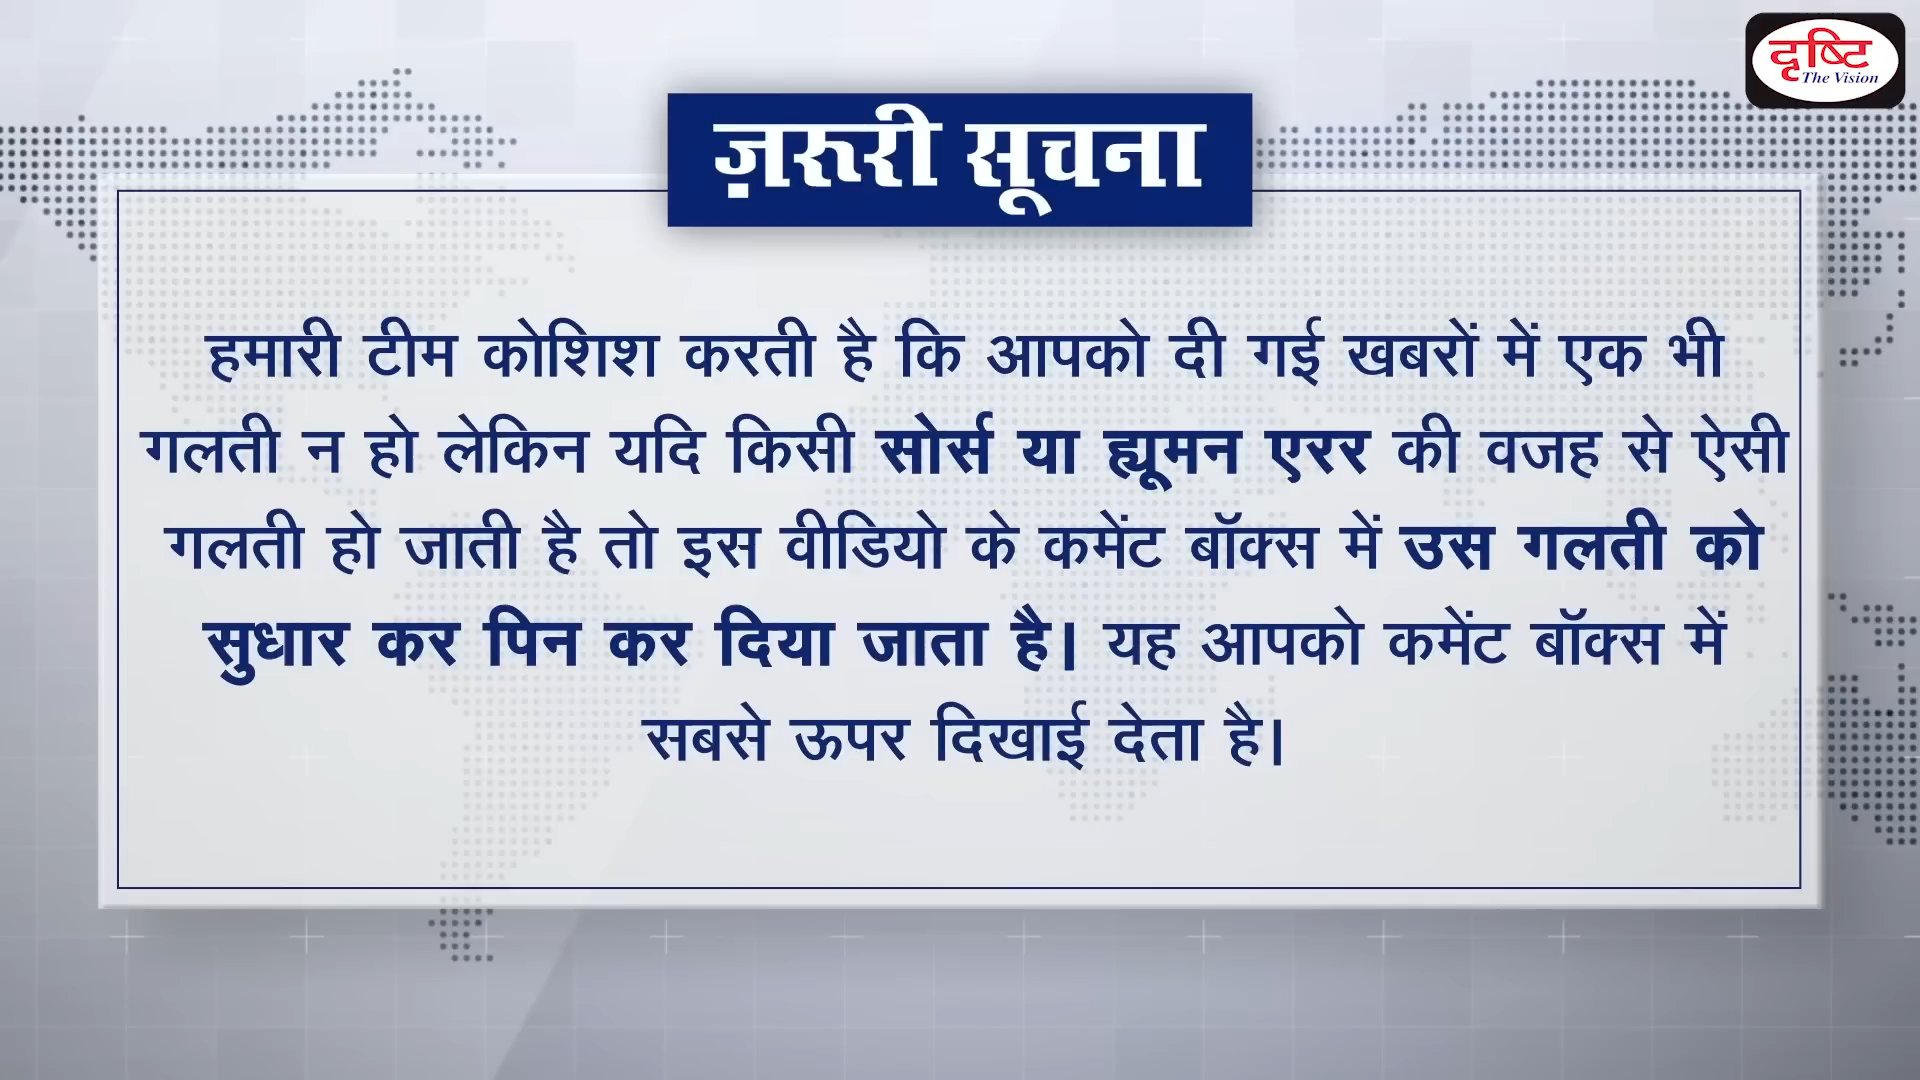 दृष्टि
The Vision
ज़रूरी सूचना
हमारी टीम कोशिश करती है कि आपको दी गई खबरों में एक भी
गलती न हो लेकिन यदि किसी सोर्स या ह्यूमन एरर की वजह से ऐसी
गलती हो जाती है तो इस वीडियो के कमेंट बॉक्स में उस गलती को
सुधार कर पिन कर दिया जाता है। यह आपको कमेंट बॉक्स में
सबसे ऊपर दिखाई देता है।